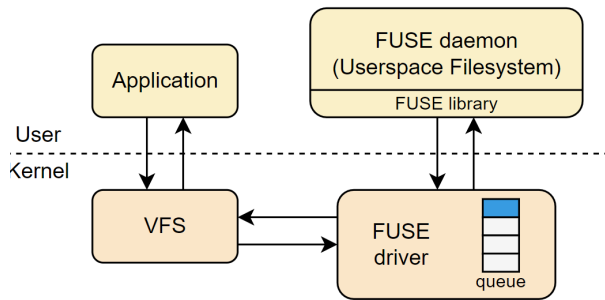 Application
FUSE daemon
(Userspace Filesystem)
FUSE library
User
Kernel
VFS
FUSE
driver
queue